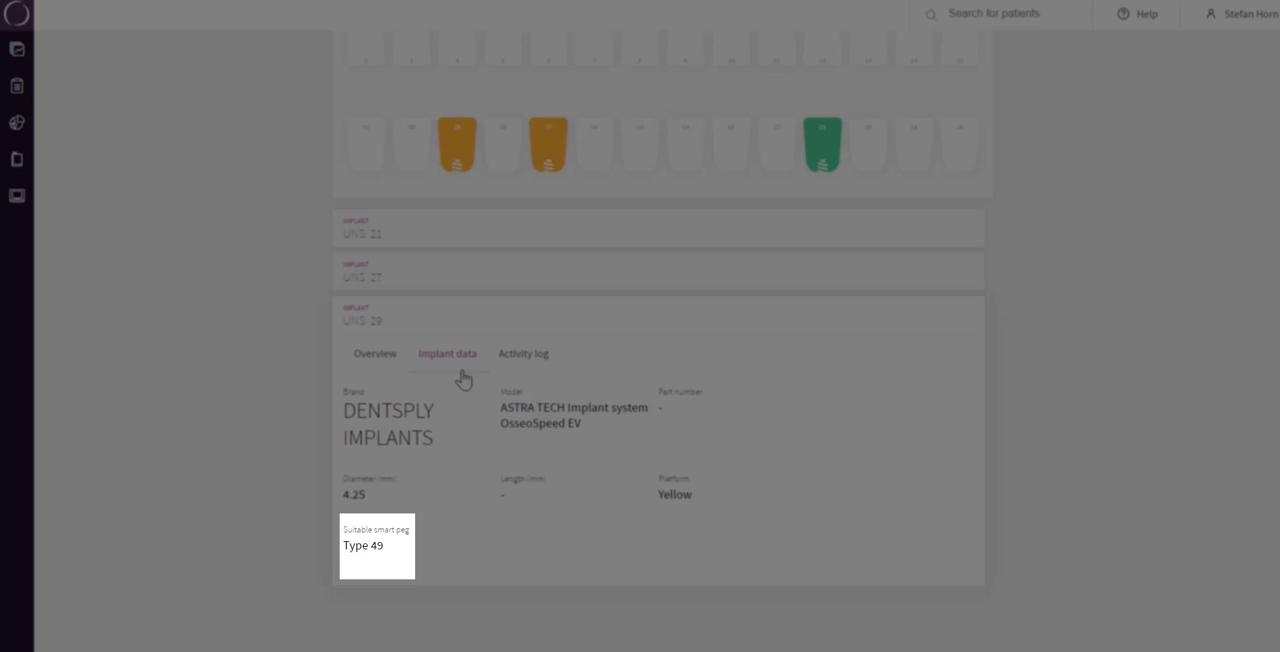 Search for patients
Help
Stefan Horn
IMPLANT
UNS: 21
IMPLANT
UNS: 27
IMPLANT
UNS: 29
Overview
Implant data
Activity log
Brand
Model
Part number
DENTSPLY
IMPLANTS
ASTRA TECH Implant system
OsseoSpeed EV
-
Diameter (mm)
Length (mm)
Platform
4.25
-
Yellow
Suitable smart peg
Type 49